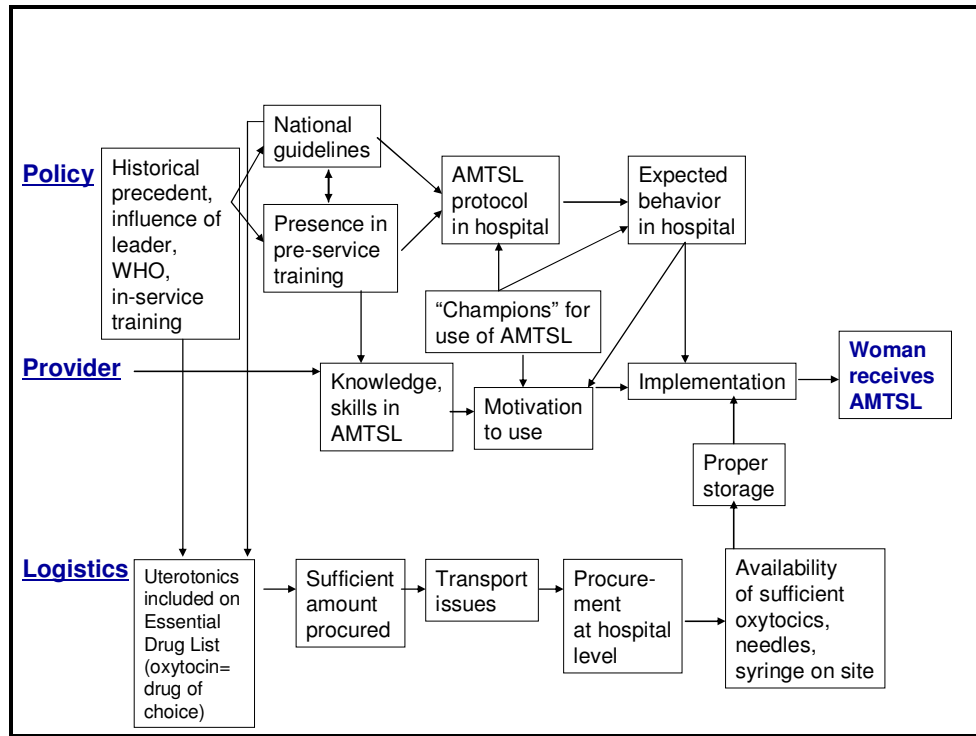 Policy
Historical
precedent,
influence of
leader,
WHO,
in-service
training
National
guidelines
Presence in
pre-service
training
AMTSL
protocol
in hospital
Expected
behavior
in hospital
“Champions” for
use of AMTSL
Provider
Knowledge,
skills in
AMTSL
Motivation
to use
Implementation
Woman
receives
AMTSL
Proper
storage
Logistics
Uterotonics
included on
Essential
Drug List
(oxytocin=
drug of
choice)
Sufficient
amount
procured
Transport
issues
Procure-
ment
at hospital
level
Availability
of sufficient
oxytocics,
needles,
syringe on site